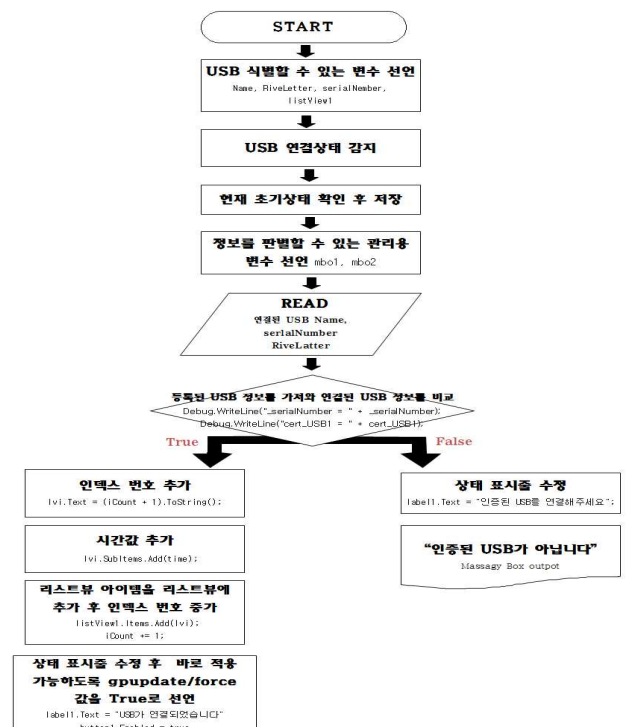 START
USB 식별할 수 있는 변수 선언
Name, RiveLetter, serialNember,
listView1
USB 연결상태 감지
현재 초기상태 확인 후 저장
정보를 판별할 수 있는 관리용
변수 선언 mbo1, mbo2
READ
연결된 USB Name,
serialNumber
RiveLatter
등록된 USB 정보를 가져와 연결된 USB 정보를 비교
Debug.WriteLine("_serialNumber = " + _serialNumber);
Debug.WriteLine("cert_USB1 = " + cert_USB1);
True
False
인덱스 번호 추가
lvi.Text = (iCount + 1).ToString();
시간값 추가
lvi.SubItems.Add(time);
리스트뷰 아이템을 리스트뷰에
추가 후 인덱스 번호 증가
listView1.Items.Add(lvi);
iCount += 1;
상태 표시줄 수정 후 바로 적용
가능하도록 gpupdate/force
값을 True로 선언
label1.Text = "USB가 연결되었습니다"
button1.Enabled = true
상태 표시줄 수정
label1.Text = "인증된 USB를 연결해주세요";
“인증된 USB가 아닙니다”
Massagy Box outpot